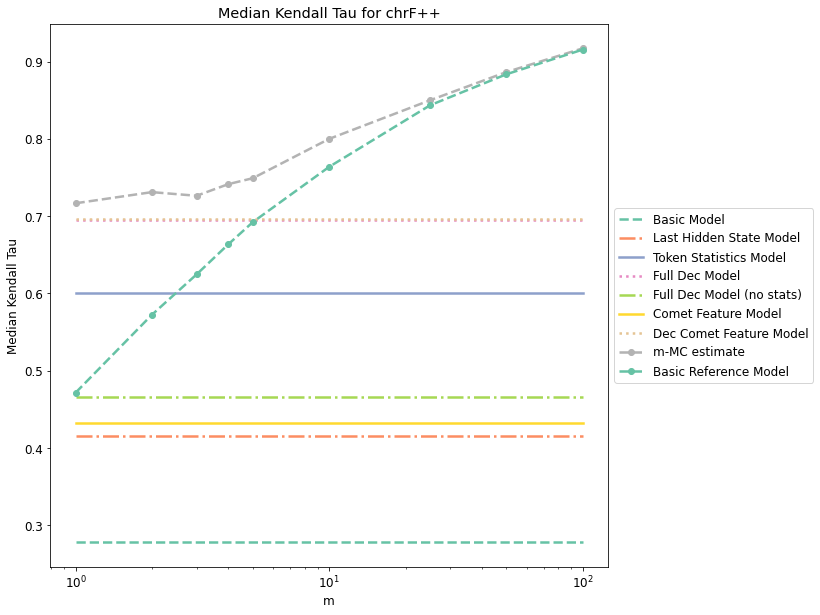 Median Kendall Tau for chrF++
Median Kendall Tau
0.9
0.8
0.7
0.6
0.5
0.4
0.3
10⁰
10¹
10²
m
Basic Model
Last Hidden State Model
Token Statistics Model
Full Dec Model
Full Dec Model (no stats)
Comet Feature Model
Dec Comet Feature Model
m-MC estimate
Basic Reference Model